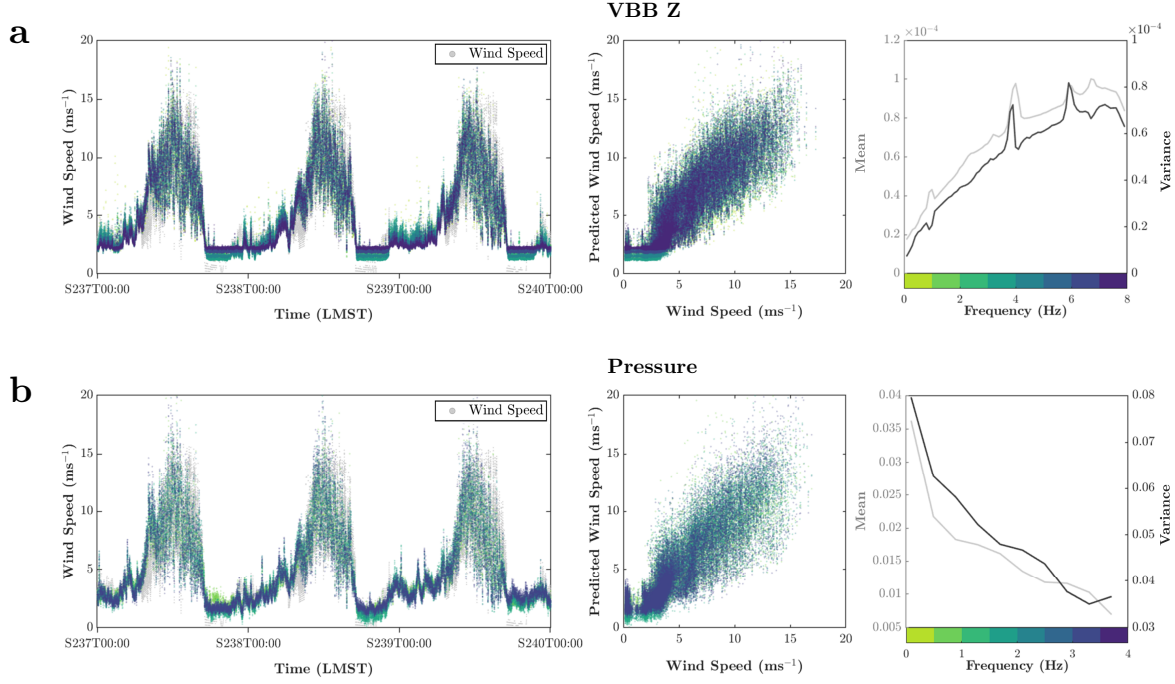 VBB Z
a
Wind Speed
Wind Speed (ms⁻¹)
20
15
10
5
0
S237T00:00
S238T00:00
S239T00:00
S240T00:00
Time (LMST)
Predicted Wind Speed (ms⁻¹)
20
15
10
5
0
0
5
10
15
20
Wind Speed (ms⁻¹)
×10⁻⁴
×10⁻⁴
Mean
1.2
1
0.8
0.6
0.4
0.2
0
Variance
1
0.8
0.6
0.4
0.2
0
0
2
4
6
8
Frequency (Hz)
Pressure
b
Wind Speed
Wind Speed (ms⁻¹)
20
15
10
5
0
S237T00:00
S238T00:00
S239T00:00
S240T00:00
Time (LMST)
Predicted Wind Speed (ms⁻¹)
20
15
10
5
0
0
5
10
15
20
Wind Speed (ms⁻¹)
Mean
0.04
0.035
0.03
0.025
0.02
0.015
0.01
0.005
Variance
0.08
0.07
0.06
0.05
0.04
0.03
0
1
2
3
4
Frequency (Hz)